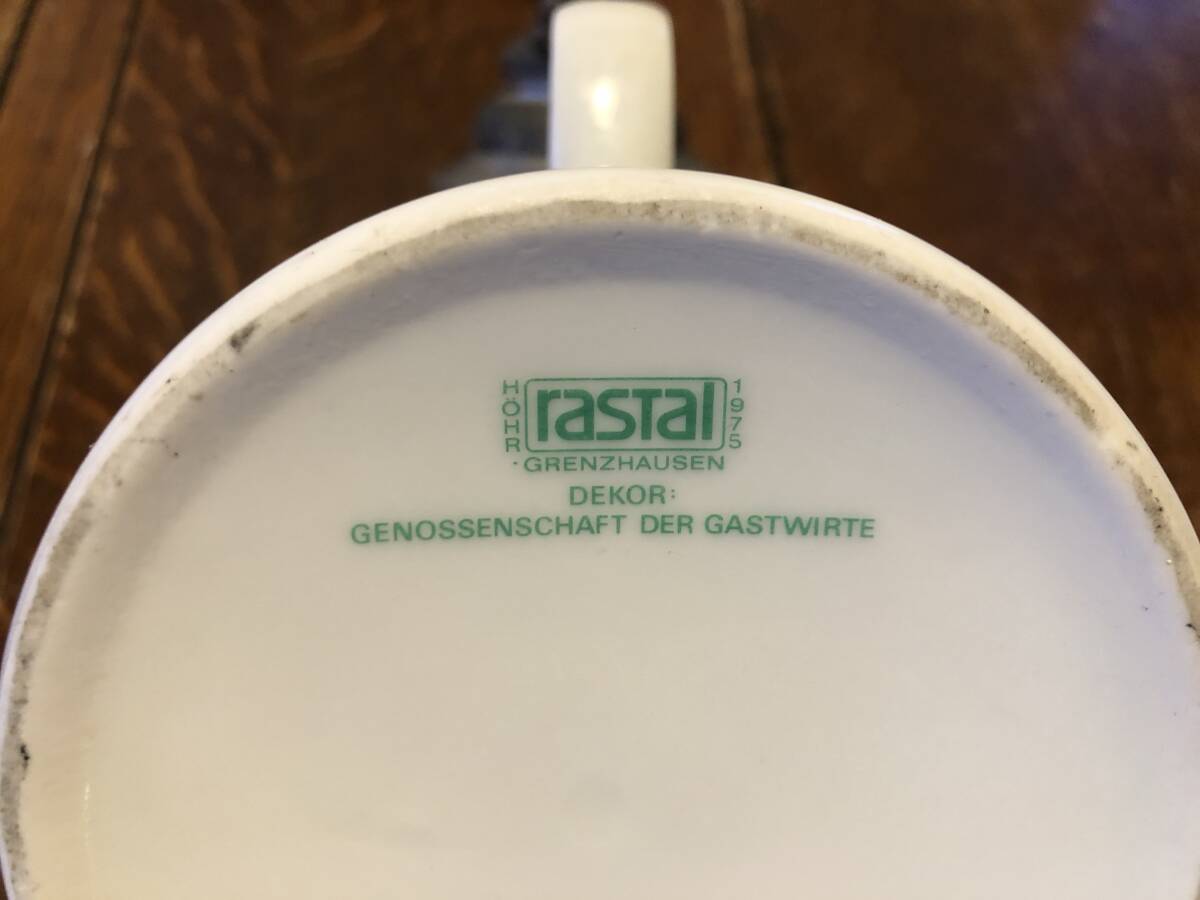 HÖHR
rastal
1975
-GRENZHAUSEN
DEKOR:
GENOSSENSCHAFT DER GASTWIRTE